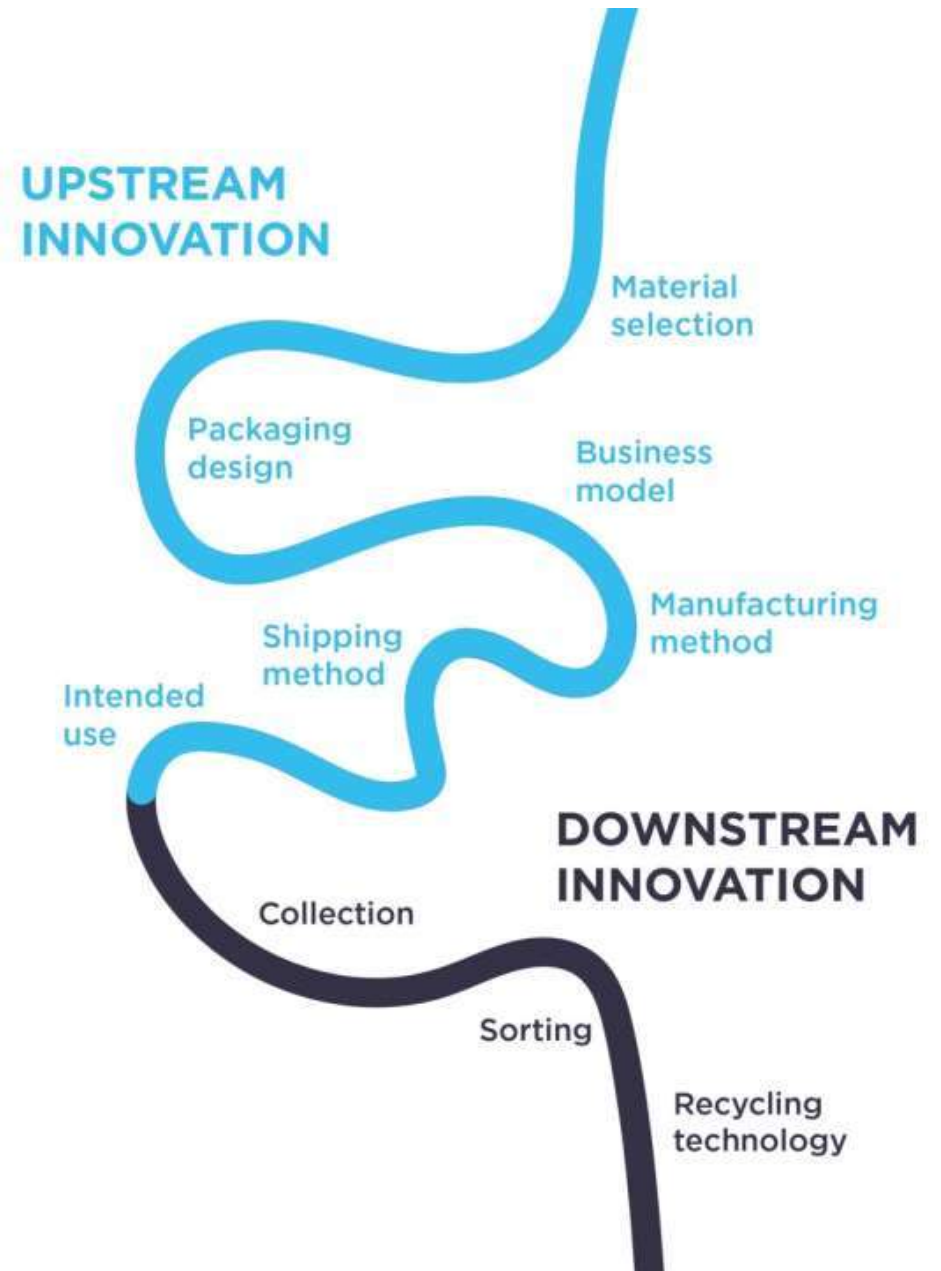 UPSTREAM
INNOVATION
Material
selection
Packaging
design
Business
model
Manufacturing
method
Shipping
method
Intended
use
DOWNSTREAM
INNOVATION
Collection
Sorting
Recycling
technology